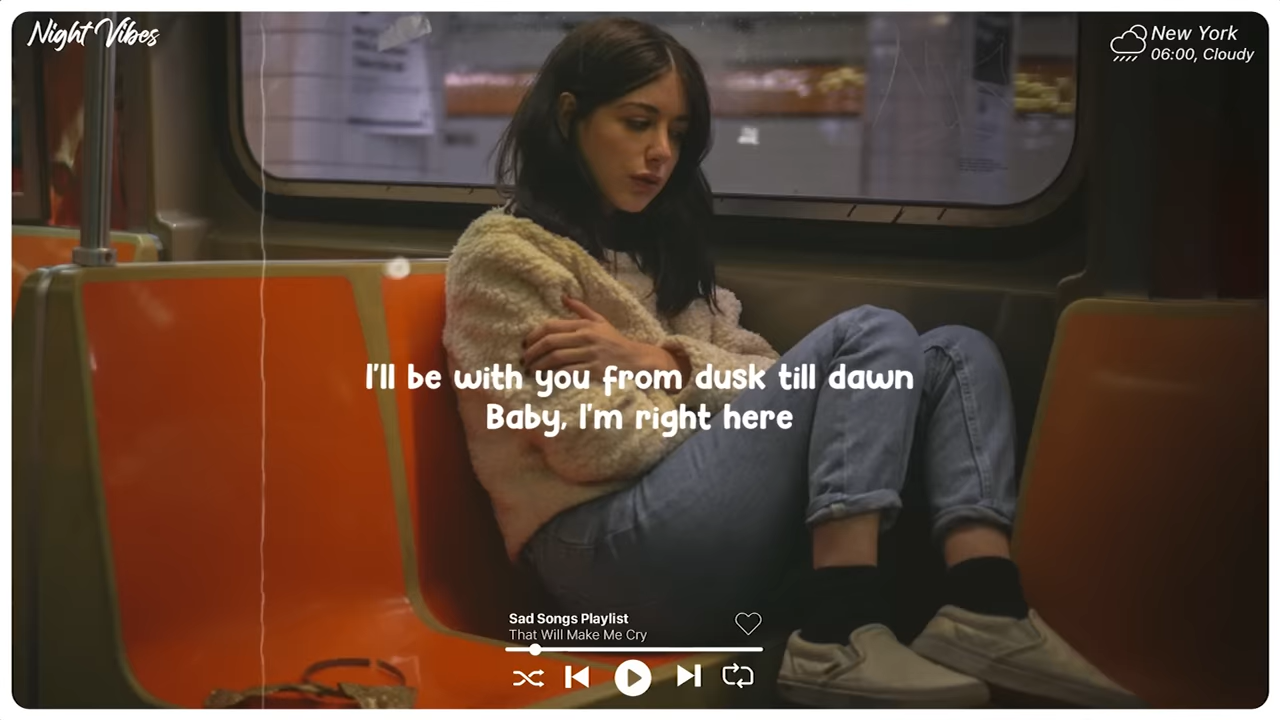 Night Vibes
New York
06:00, Cloudy
I'll be with you from dusk till dawn
Baby, I'm right here
Sad Songs Playlist
That Will Make Me Cry